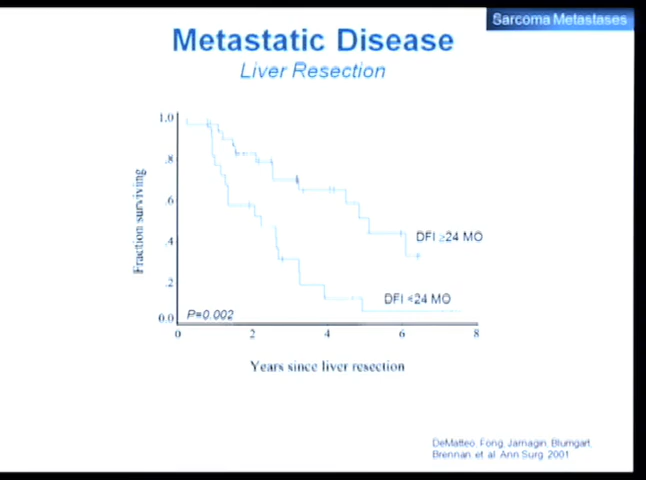 Sarcoma Metastases
Metastatic Disease
Liver Resection
1.0
.8
.6
.4
.2
0.0
Fraction surviving
DFI ≥24 MO
DFI <24 MO
P=0.002
0 2 4 6 8
Years since liver resection
DeMatteo, Fong, Jarnagin, Blumgart,
Brennan, et al. Ann Surg. 2001